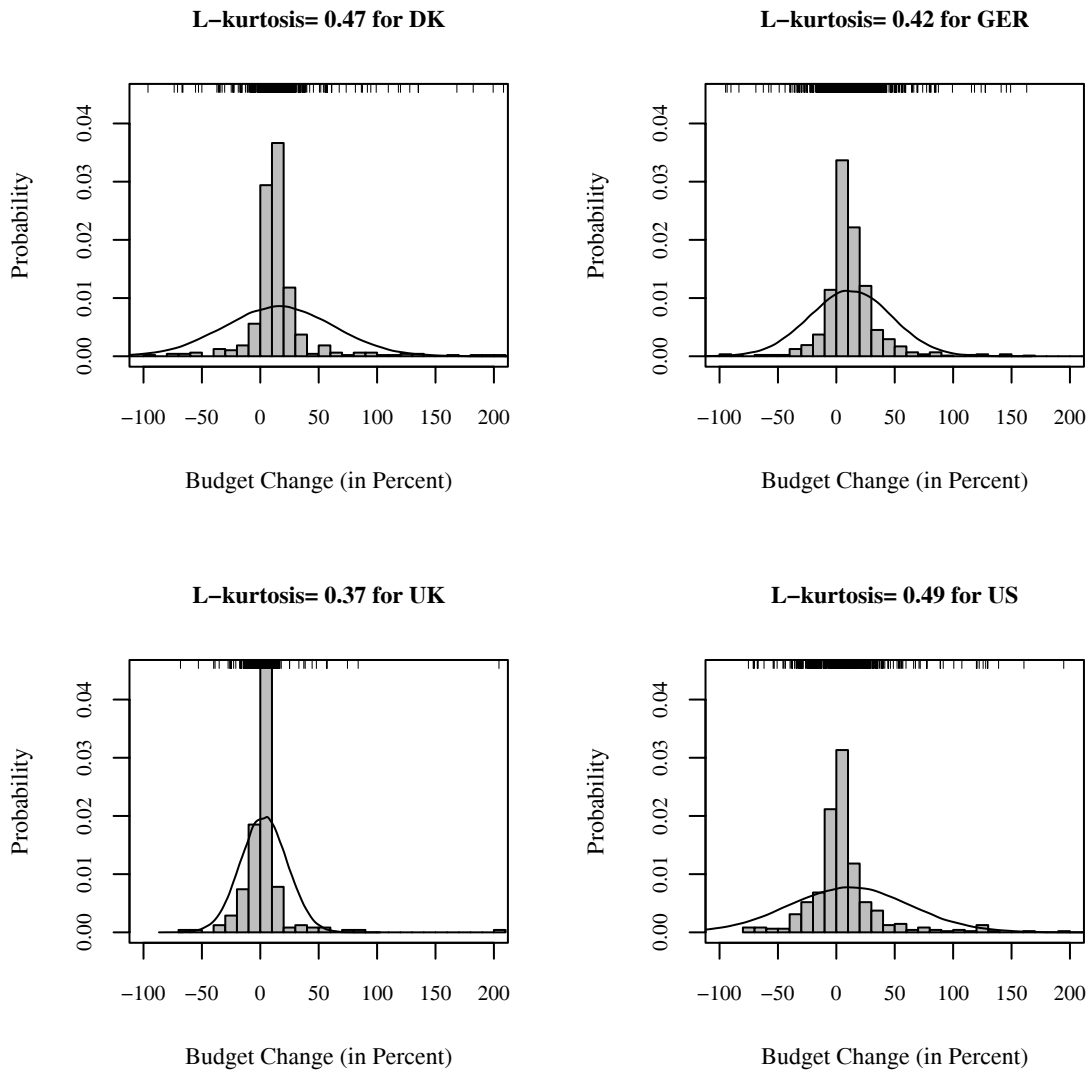 L−kurtosis= 0.47 for DK
Probability
0.04
0.03
0.02
0.01
0.00
−100 −50 0 50 100 150 200
Budget Change (in Percent)
L−kurtosis= 0.42 for GER
Probability
0.04
0.03
0.02
0.01
0.00
−100 −50 0 50 100 150 200
Budget Change (in Percent)
L−kurtosis= 0.37 for UK
Probability
0.04
0.03
0.02
0.01
0.00
−100 −50 0 50 100 150 200
Budget Change (in Percent)
L−kurtosis= 0.49 for US
Probability
0.04
0.03
0.02
0.01
0.00
−100 −50 0 50 100 150 200
Budget Change (in Percent)